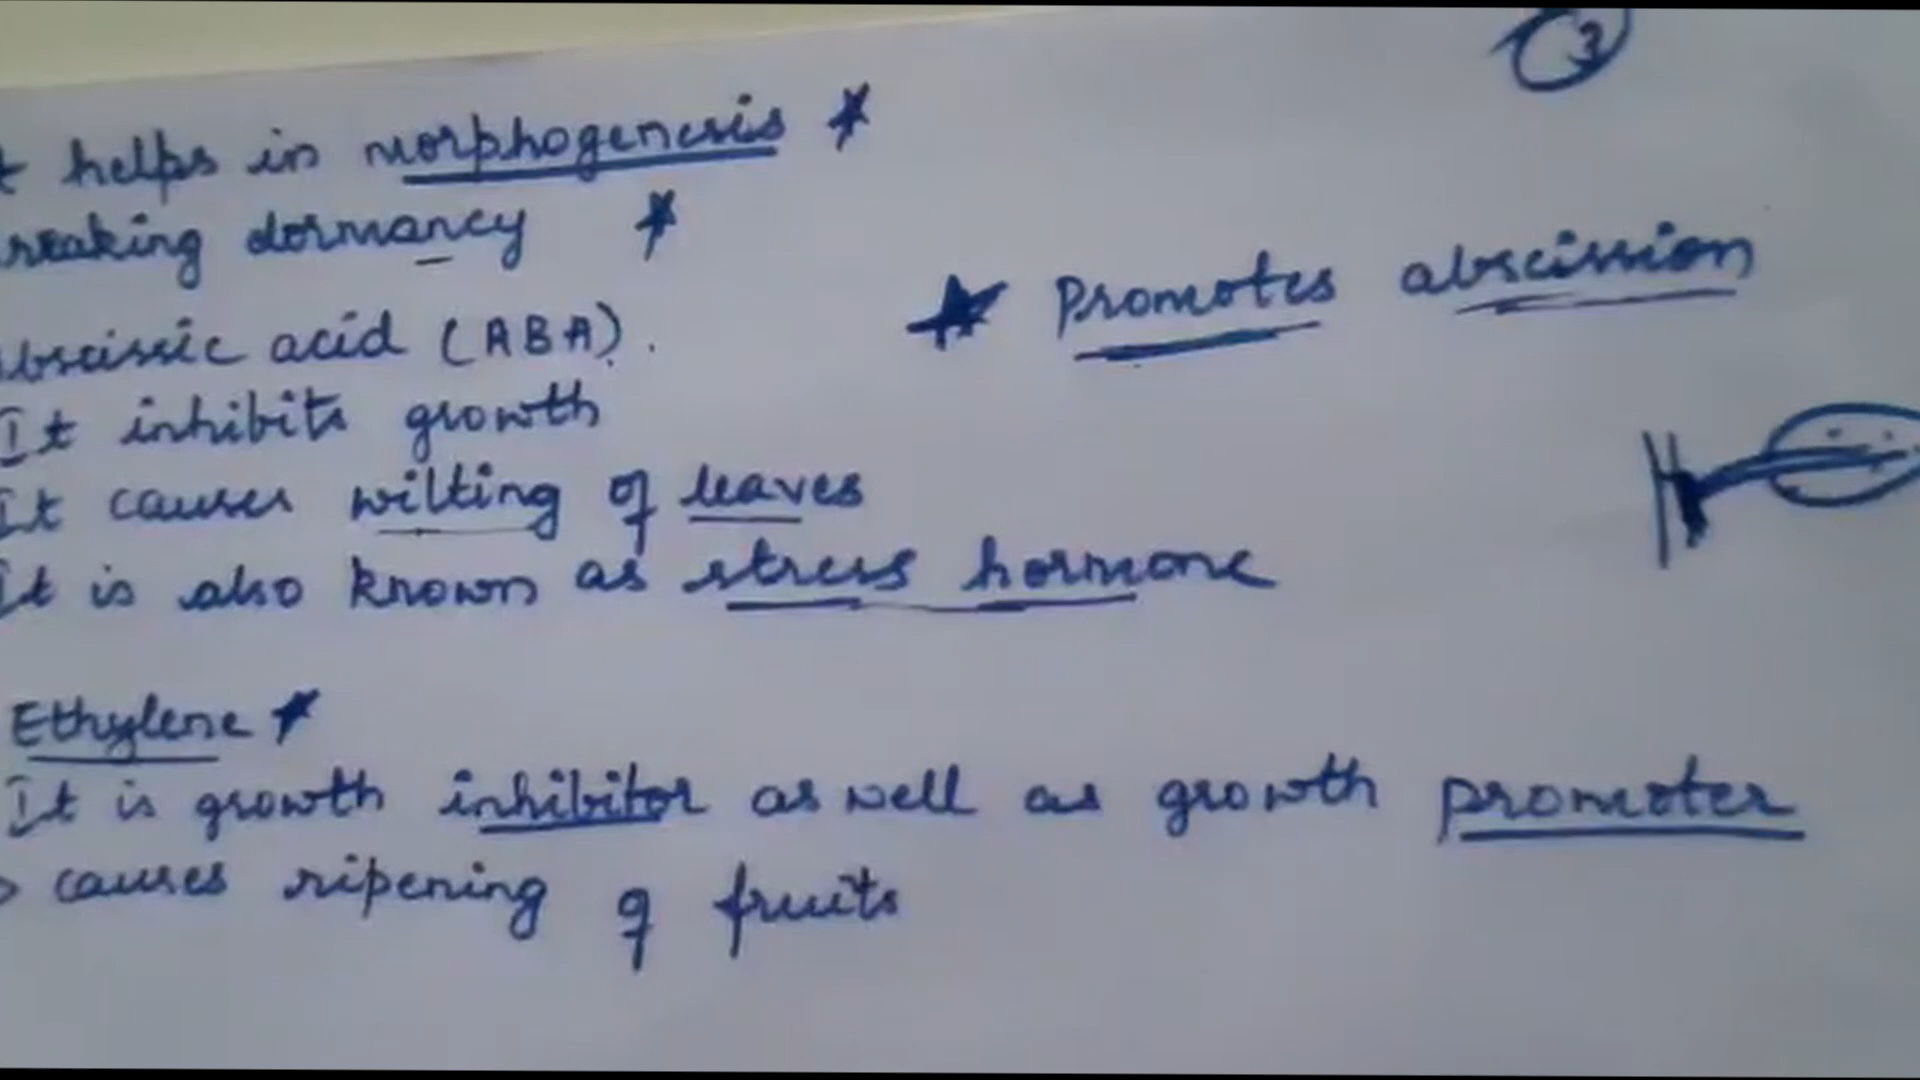 3
t helps in morphogenesis
reaking dormancy
Promotes abscission
bscissic acid (ABA).
It inhibits growth
It causes wilting of leaves
It is also known as stress hormone
Ethylene
It is growth inhibitor as well as growth promoter
causes ripening of fruits